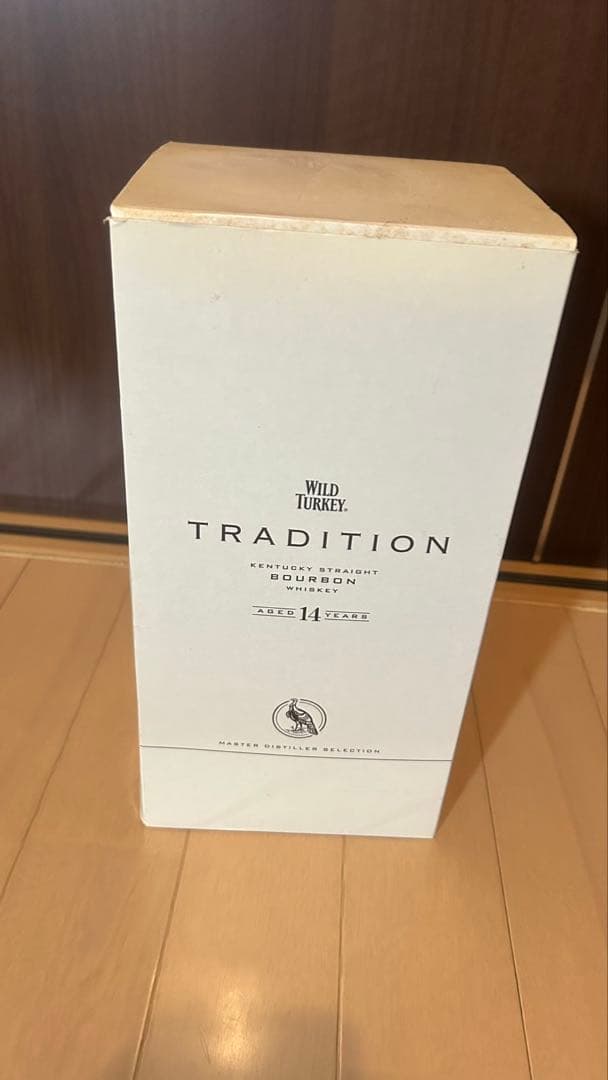 WILD
TURKEY®
TRADITION
KENTUCKY STRAIGHT
BOURBON
WHISKEY
AGED 14 YEARS
MASTER DISTILLER SELECTION